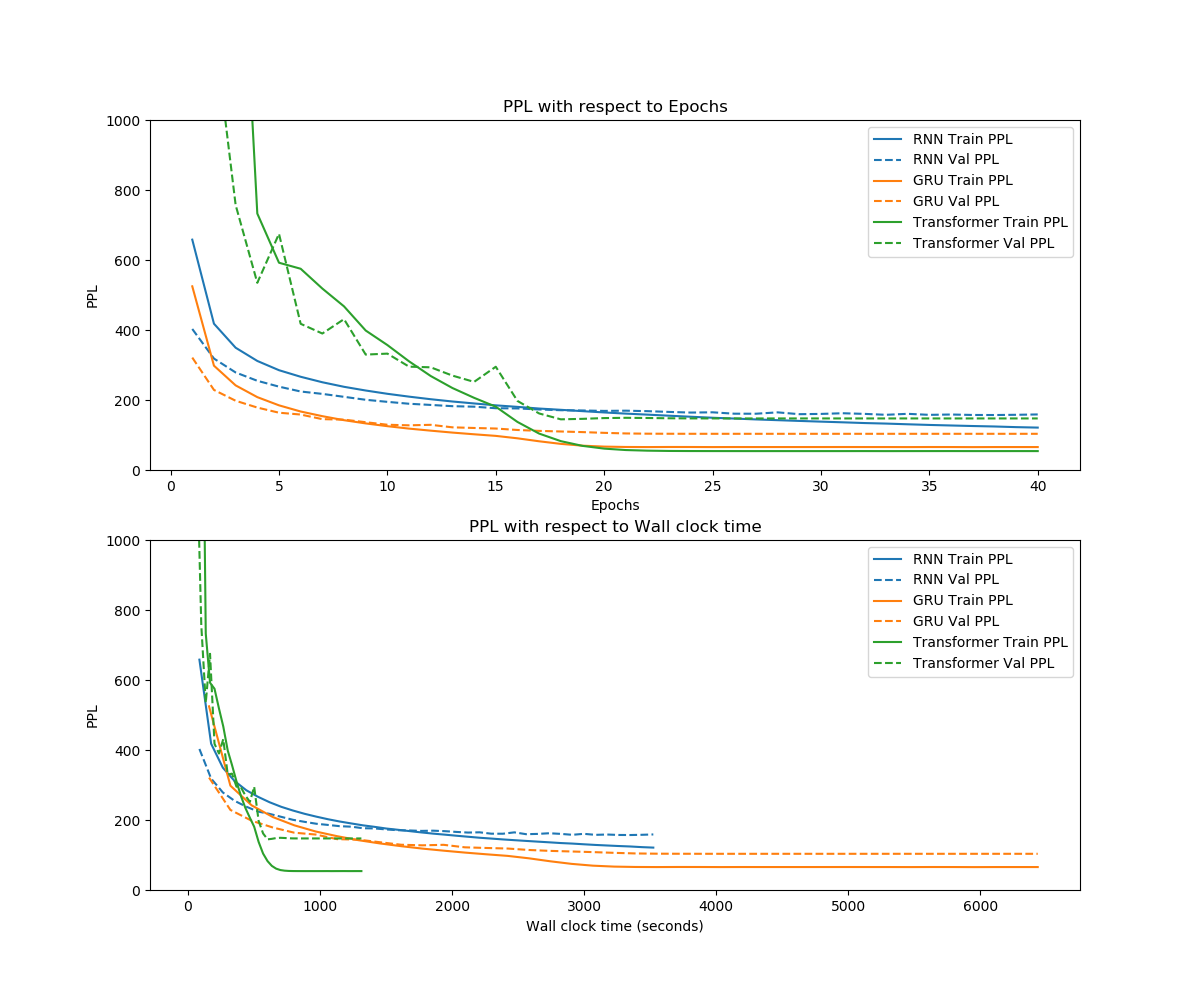 PPL with respect to Epochs
1000
800
600
400
200
0
PPL
RNN Train PPL
RNN Val PPL
GRU Train PPL
GRU Val PPL
Transformer Train PPL
Transformer Val PPL
0 5 10 15 20 25 30 35 40
Epochs
PPL with respect to Wall clock time
1000
800
600
400
200
0
PPL
RNN Train PPL
RNN Val PPL
GRU Train PPL
GRU Val PPL
Transformer Train PPL
Transformer Val PPL
0 1000 2000 3000 4000 5000 6000
Wall clock time (seconds)